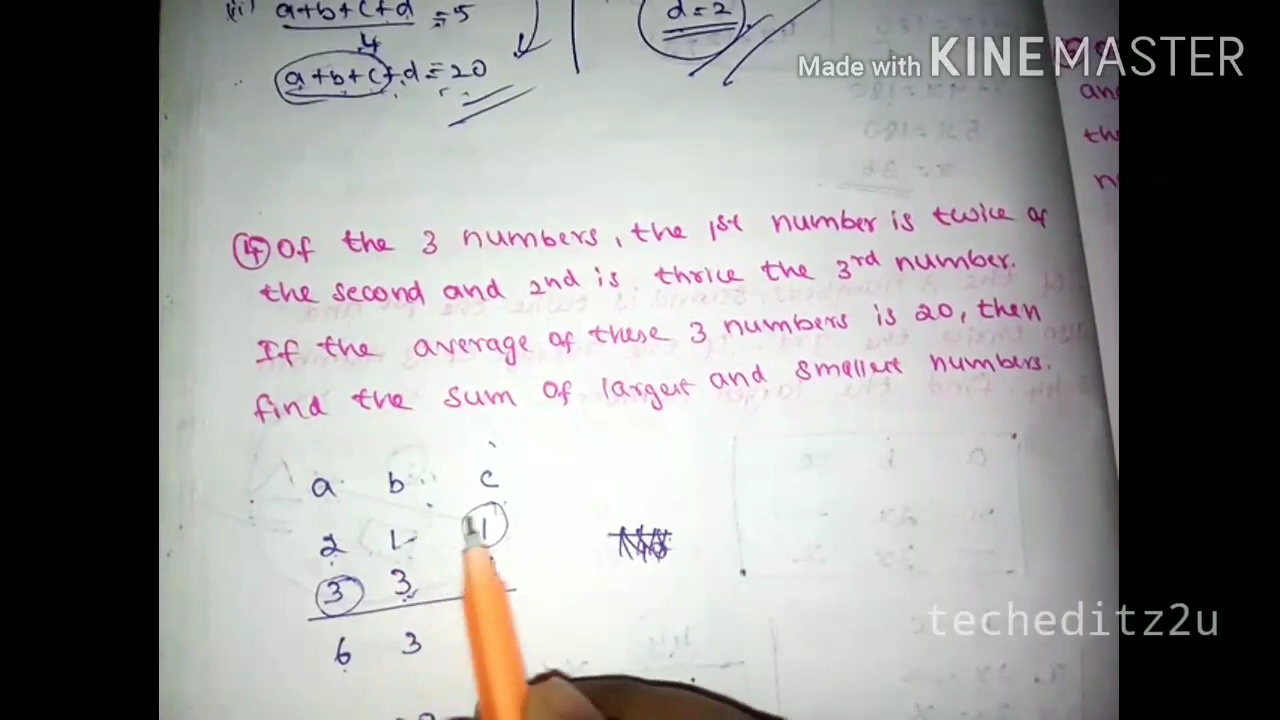 (ii) a+b+c+d = 5
4
a+b+c+d = 20
d = 2
Made with KINEMASTER
④ Of the 3 numbers, the 1st number is twice of
the second and 2nd is thrice the 3rd number.
If the average of these 3 numbers is 20, then
find the sum of largest and smallest numbers.
a b c
2 1 1
3 3
6 3
techeditz2u